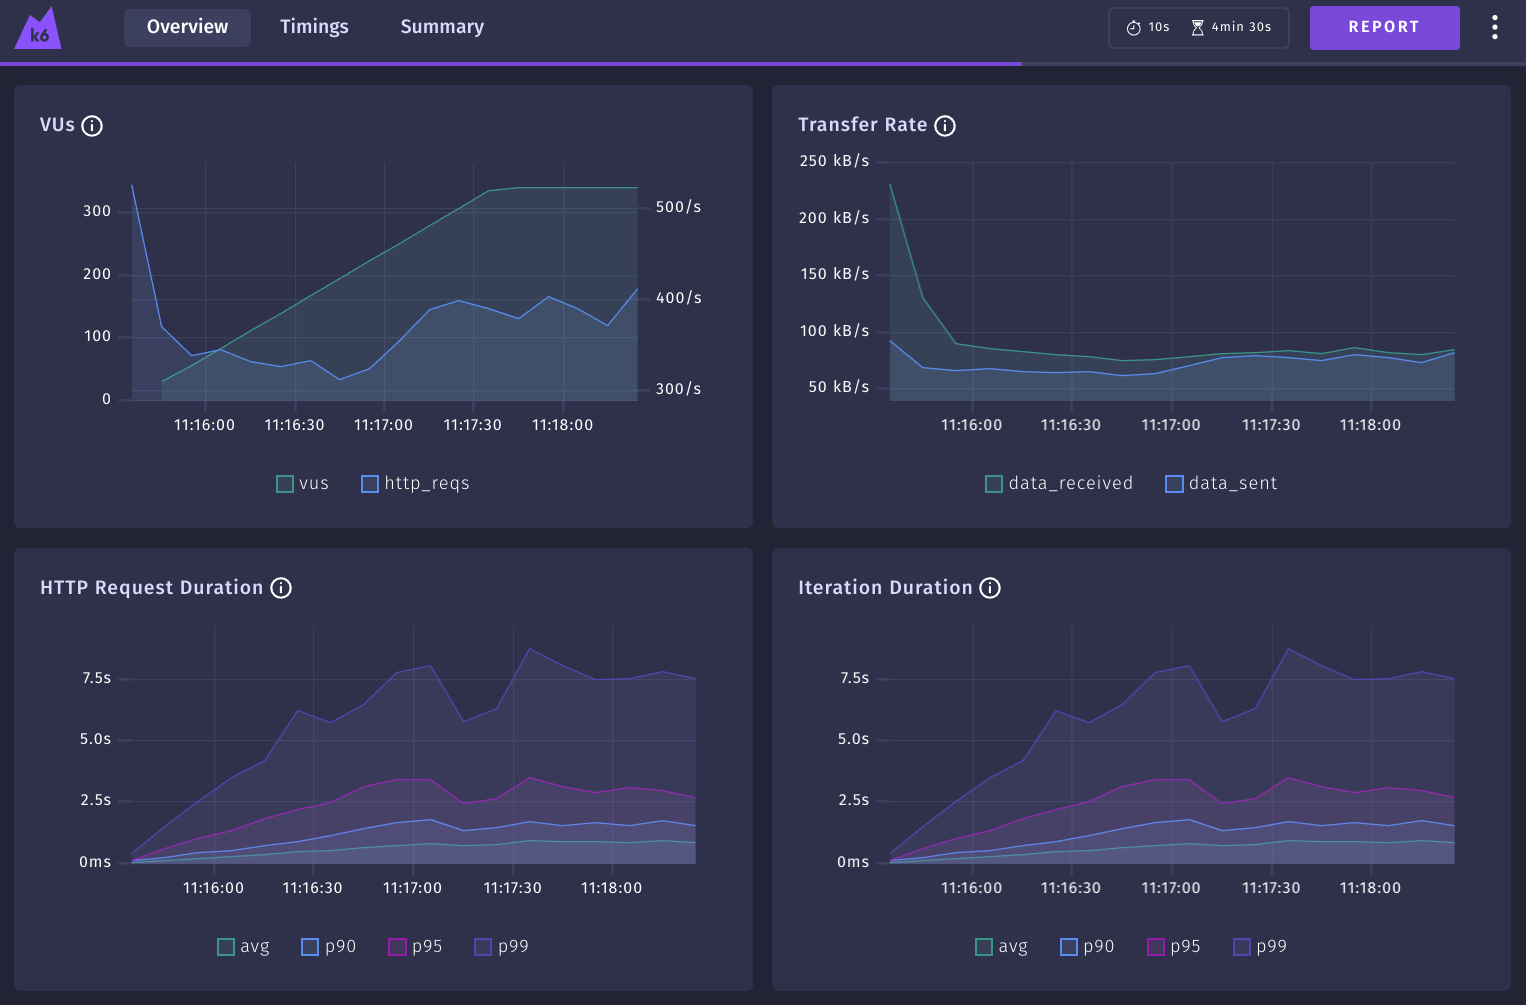 k6
Overview
Timings
Summary
10s
4min 30s
REPORT
VUs
300
200
100
0
500/s
400/s
300/s
11:16:00 11:16:30 11:17:00 11:17:30 11:18:00
vus http_reqs
Transfer Rate
250 kB/s
200 kB/s
150 kB/s
100 kB/s
50 kB/s
11:16:00 11:16:30 11:17:00 11:17:30 11:18:00
data_received data_sent
HTTP Request Duration
7.5s
5.0s
2.5s
0ms
11:16:00 11:16:30 11:17:00 11:17:30 11:18:00
avg p90 p95 p99
Iteration Duration
7.5s
5.0s
2.5s
0ms
11:16:00 11:16:30 11:17:00 11:17:30 11:18:00
avg p90 p95 p99